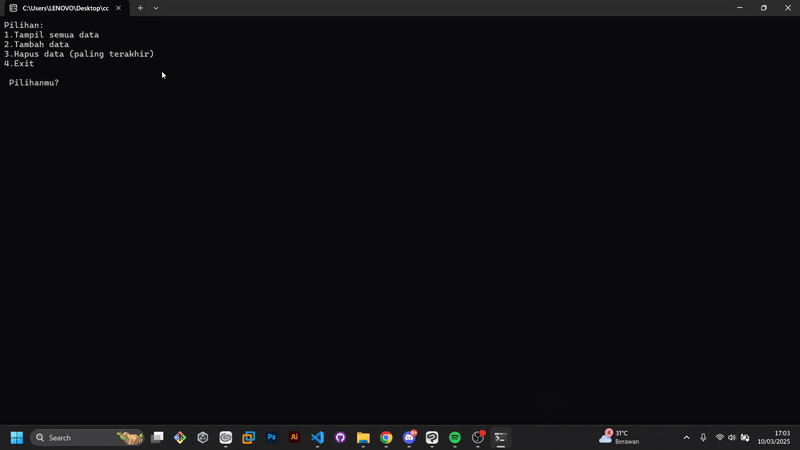 C:\Users\LENOVO\Desktop\cc
Pilihan:
1.Tampil semua data
2.Tambah data
3.Hapus data (paling terakhir)
4.Exit
Pilihanmu?
Search
Ps
Ai
4
31°C
Berawan
17:03
10/03/2025